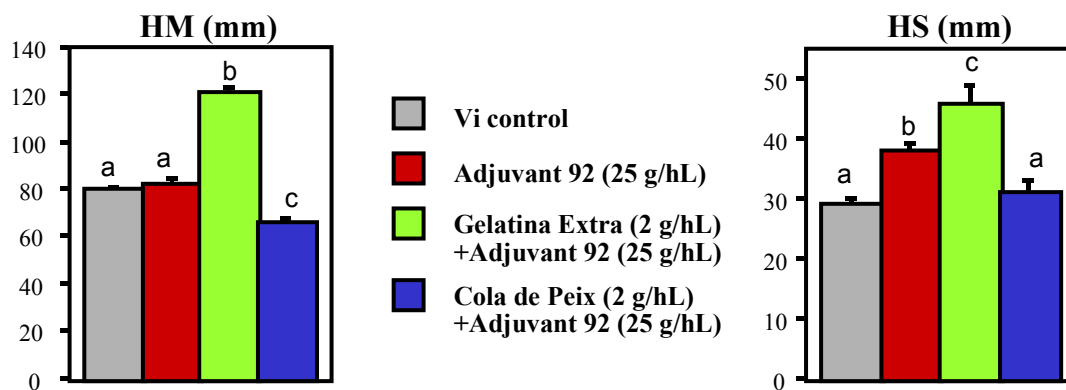 HM (mm)
140
120
100
80
60
40
20
0
a
a
b
c
Vi control
Adjuvant 92 (25 g/hL)
Gelatina Extra (2 g/hL)
+Adjuvant 92 (25 g/hL)
Cola de Peix (2 g/hL)
+Adjuvant 92 (25 g/hL)
HS (mm)
50
40
30
20
10
0
a
b
c
a